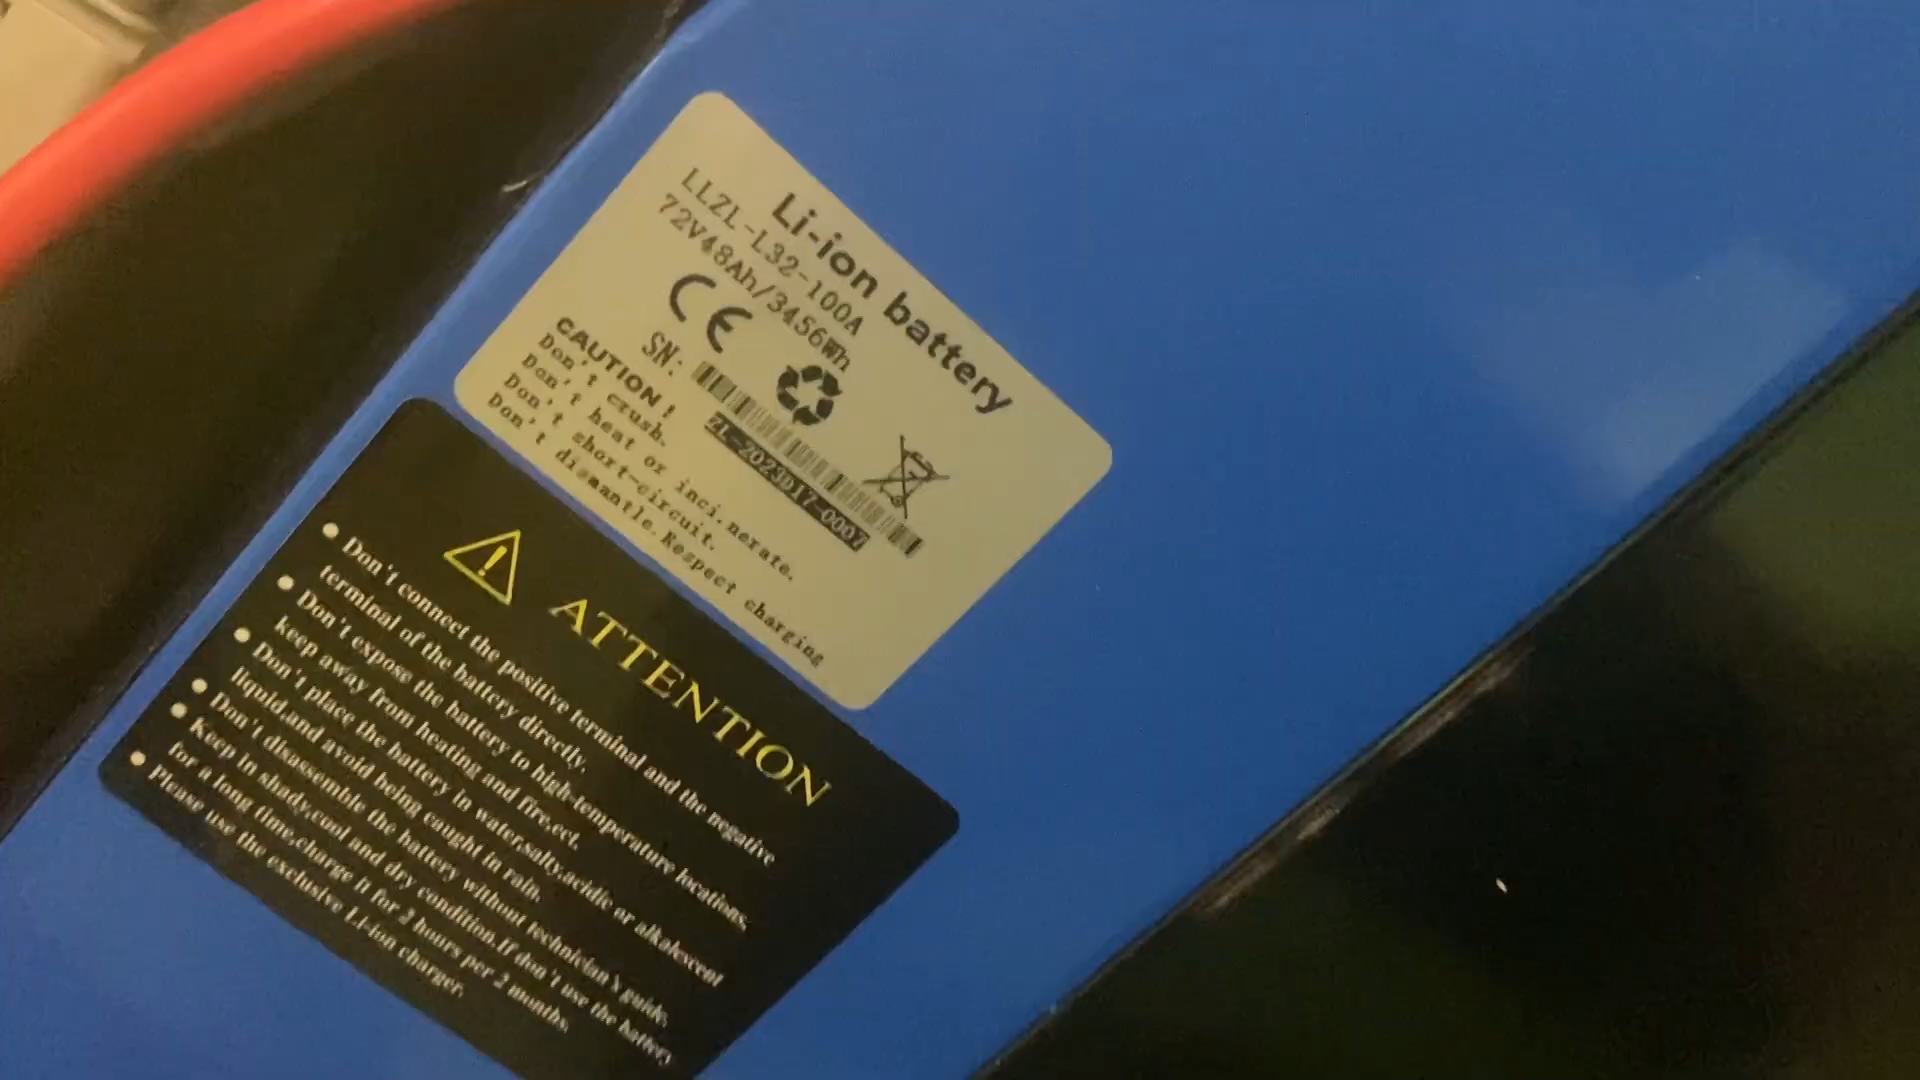 Li-ion battery
LLZL-L32-100A
72V48Ah/3456Wh
CE
SN:
ZL-2023D17-0007
CAUTION!
Don't crush.
Don't heat or inci.nerate.
Don't short-circuit.
Don't dismantle.Respect charging
ATTENTION
● Don't connect the positive terminal and the negative
terminal of the battery directly.
● Don't expose the battery to high-temperature locations,
keep away from heating and fire,ect.
● Don't place the battery in water,salty,acidic or alkalescent
liquid,and avoid being caught in rain.
● Don't disassemble the battery without technician's guide.
● Keep in shady,cool and dry condition.If don't use the battery
for a long time,charge it for 2 hours per 2 months.
● Please use the exclusive Li-ion charger.